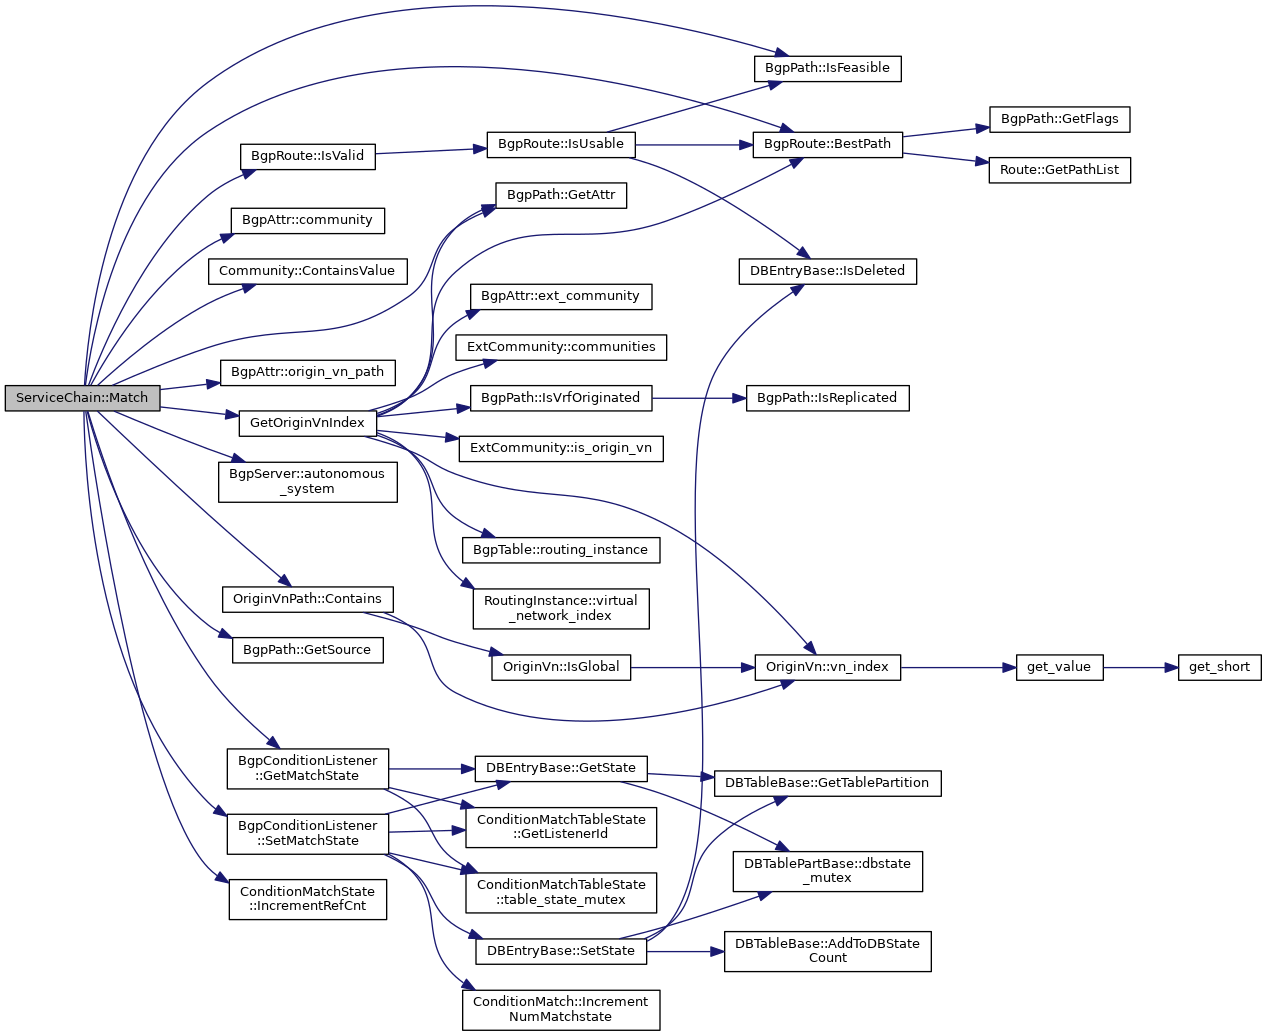 ServiceChain::Match
BgpRoute::IsValid
BgpAttr::community
Community::ContainsValue
BgpAttr::origin_vn_path
GetOriginVnIndex
BgpServer::autonomous
_system
OriginVnPath::Contains
BgpPath::GetSource
BgpConditionListener
::GetMatchState
BgpConditionListener
::SetMatchState
ConditionMatchState
::IncrementRefCnt
BgpRoute::IsUsable
BgpPath::GetAttr
BgpAttr::ext_community
ExtCommunity::communities
BgpPath::IsVrfOriginated
ExtCommunity::is_origin_vn
BgpTable::routing_instance
RoutingInstance::virtual
_network_index
OriginVn::IsGlobal
DBEntryBase::GetState
ConditionMatchTableState
::GetListenerId
ConditionMatchTableState
::table_state_mutex
DBEntryBase::SetState
ConditionMatch::Increment
NumMatchstate
BgpPath::IsFeasible
BgpRoute::BestPath
DBEntryBase::IsDeleted
BgpPath::IsReplicated
OriginVn::vn_index
DBTableBase::GetTablePartition
DBTablePartBase::dbstate
_mutex
DBTableBase::AddToDBState
Count
BgpPath::GetFlags
Route::GetPathList
get_value
get_short